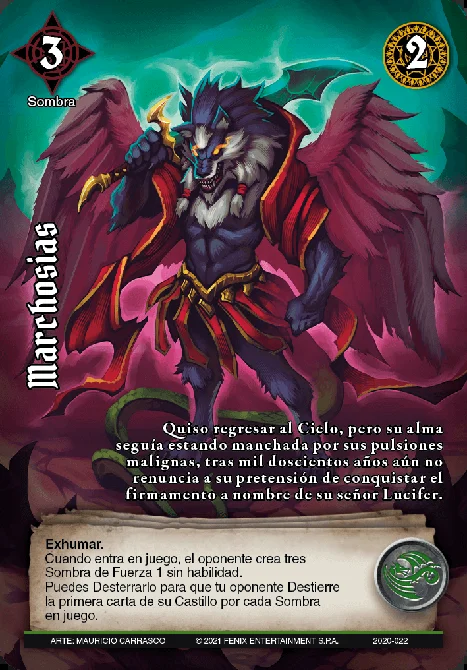 3
2
Sombra
Marchosias
Quiso regresar al Cielo, pero su alma
seguía estando manchada por sus pulsiones
malignas, tras mil doscientos años aún no
renuncia a su pretensión de conquistar el
firmamento a nombre de su señor Lucifer.
Exhumar.
Cuando entra en juego, el oponente crea tres
Sombra de Fuerza 1 sin habilidad.
Puedes Desterrarlo para que tu oponente Destierre
la primera carta de su Castillo por cada Sombra
en juego.
ARTE: MAURICIO CARRASCO © 2021 FENIX ENTERTAINMENT S.P.A. 2020-022